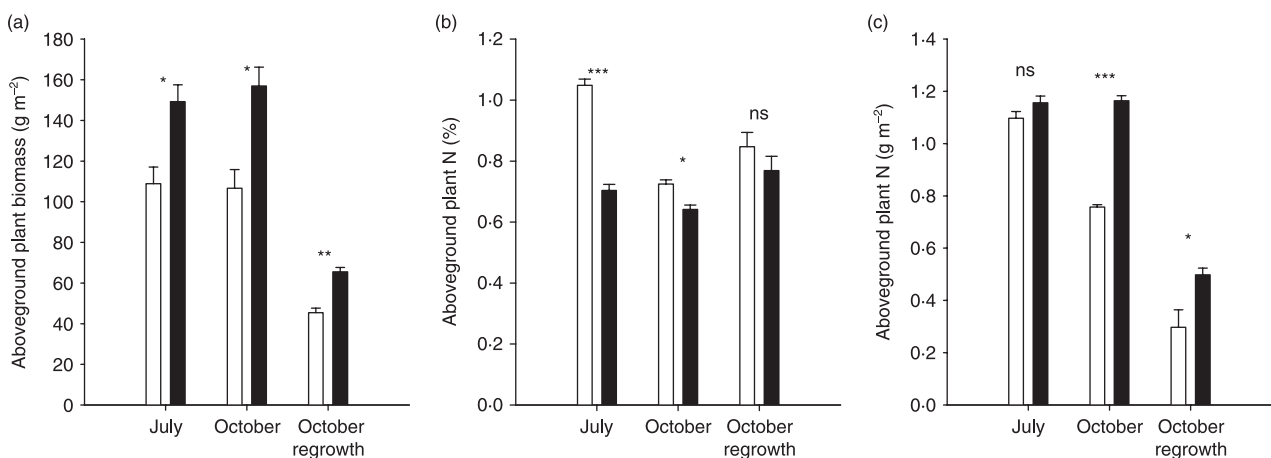 (a)
Aboveground plant biomass (g m⁻²)
180
160
140
120
100
80
60
40
20
0
*
*
**
July
October
October
regrowth
(b)
Aboveground plant N (%)
1·2
1·0
0·8
0·6
0·4
0·2
0·0
***
*
ns
July
October
October
regrowth
(c)
Aboveground plant N (g m⁻²)
1·4
1·2
1·0
0·8
0·6
0·4
0·2
0·0
ns
***
*
July
October
October
regrowth